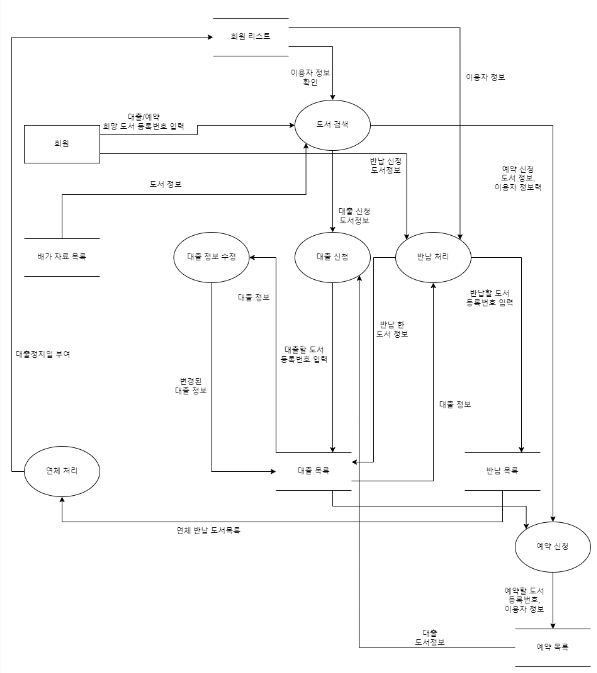 회원 리스트
이용자 정보
확인
이용자 정보
대출/예약
희망 도서 등록번호 입력
도서 검색
회원
반납 신청
도서정보
예약 신청
도서 정보,
이용자 정보력
도서 정보
대출 신청
도서정보
배가 자료 목록
대출 정보 수정
대출 신청
반납 처리
대출 정보
반납할 도서
등록번호 입력
반납 한
도서 정보
대출할 도서
등록번호 입력
대출정지일 부여
변경된
대출 정보
대출 정보
연체 처리
대출 목록
반납 목록
연체 반납 도서목록
예약 신청
예약할 도서
등록번호,
이용자 정보
대출
도서정보
예약 목록